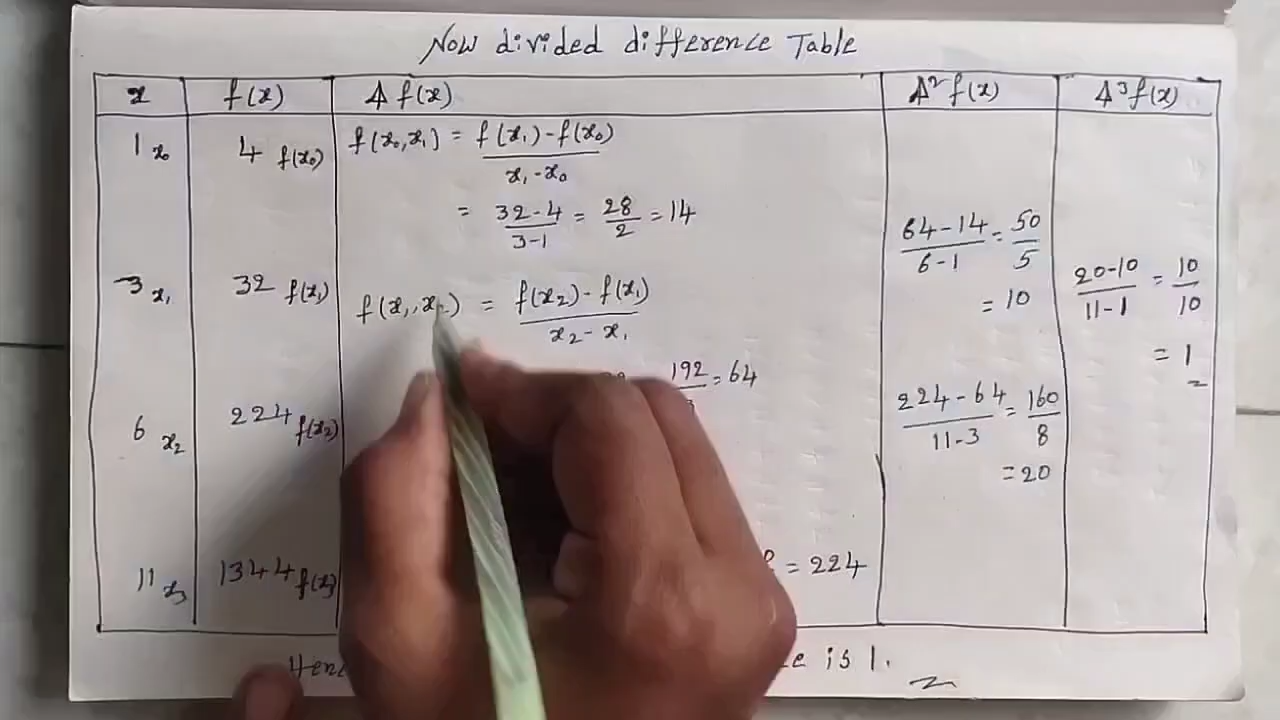 Now divided difference Table
x f(x) Δ f(x) Δ²f(x) Δ³f(x)
1 x₀ 4 f(x₀) f(x₀,x₁) = f(x₁)-f(x₀)
x₁-x₀
= 32-4 = 28 = 14
3-1 2
64-14 = 50
6-1 5
= 10
20-10 = 10
11-1 10
= 1
3 x₁ 32 f(x₁) f(x₁,x₂) = f(x₂)-f(x₁)
x₂-x₁
192 = 64
6 x₂ 224 f(x₂)
224-64 = 160
11-3 8
= 20
11 x₃ 1344 f(x₃) = 224
is 1.